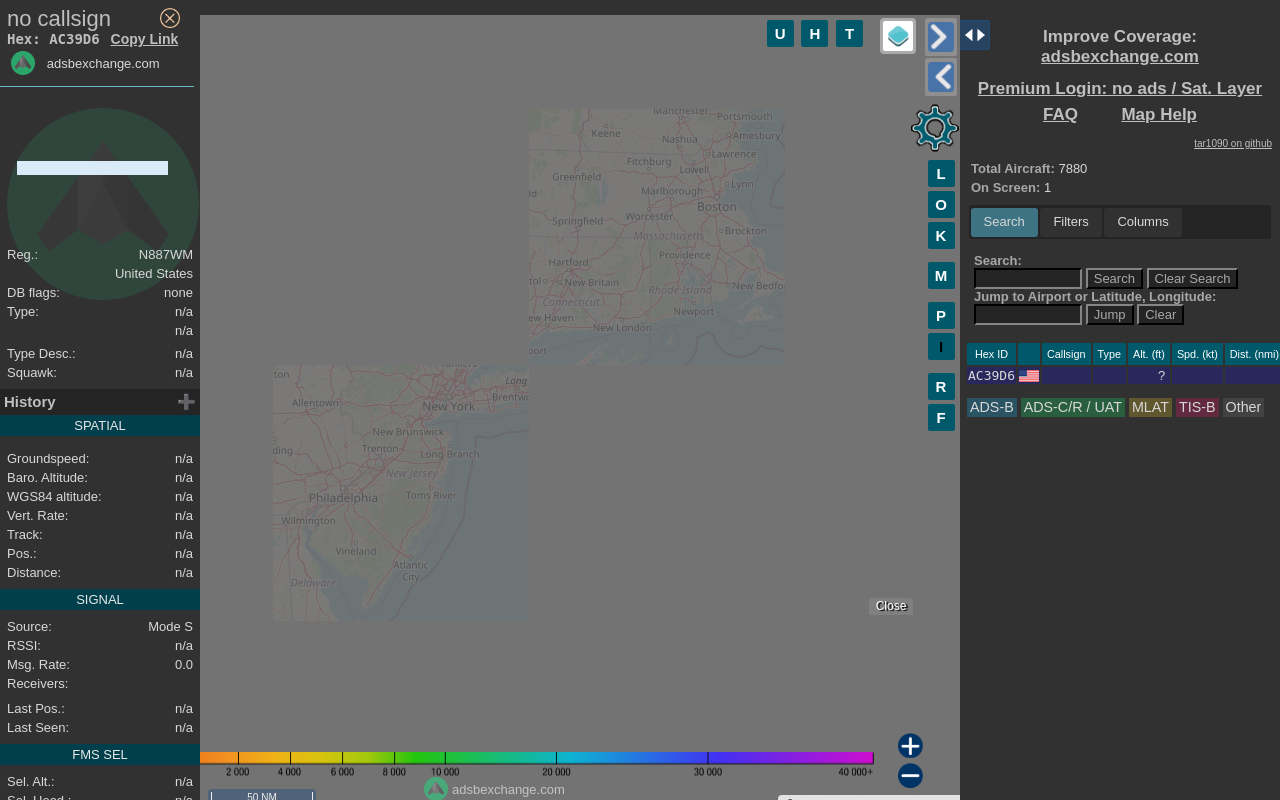 no callsign
Hex: AC39D6 Copy Link
adsbexchange.com
Reg.: N887WM
United States
DB flags: none
Type: n/a
n/a
Type Desc.: n/a
Squawk: n/a
History
SPATIAL
Groundspeed: n/a
Baro. Altitude: n/a
WGS84 altitude: n/a
Vert. Rate: n/a
Track: n/a
Pos.: n/a
Distance: n/a
SIGNAL
Source: Mode S
RSSI: n/a
Msg. Rate: 0.0
Receivers:
Last Pos.: n/a
Last Seen: n/a
FMS SEL
Sel. Alt.: n/a
Sel. Head.: n/a
U H T
L
O
K
M
P
I
R
F
Manchester
Portsmouth
Keene
Nashua
Amesbury
Lawrence
Fitchburg
Lowell
Greenfield
Marlborough
Lynn
Worcester
Boston
Springfield
Massachusetts
Brockton
Providence
Hartford
New Britain
Rhode Island
New Bedfo
Connecticut
Newport
ew Haven
New London
port
Yonkers
ton
Long
Allentown
Brentwo
New York
New Brunswick
ding
Trenton
Long Branch
New Jersey
Philadelphia
Toms River
Wilmington
Vineland
Atlantic
City
Delaware
Close
2 000 4 000 6 000 8 000 10 000 20 000 30 000 40 000+
adsbexchange.com
50 NM
Improve Coverage:
adsbexchange.com
Premium Login: no ads / Sat. Layer
FAQ Map Help
tar1090 on github
Total Aircraft: 7880
On Screen: 1
Search Filters Columns
Search:
Search Clear Search
Jump to Airport or Latitude, Longitude:
Jump Clear
Hex ID Callsign Type Alt. (ft) Spd. (kt) Dist. (nmi)
AC39D6 ?
ADS-B ADS-C/R / UAT MLAT TIS-B Other